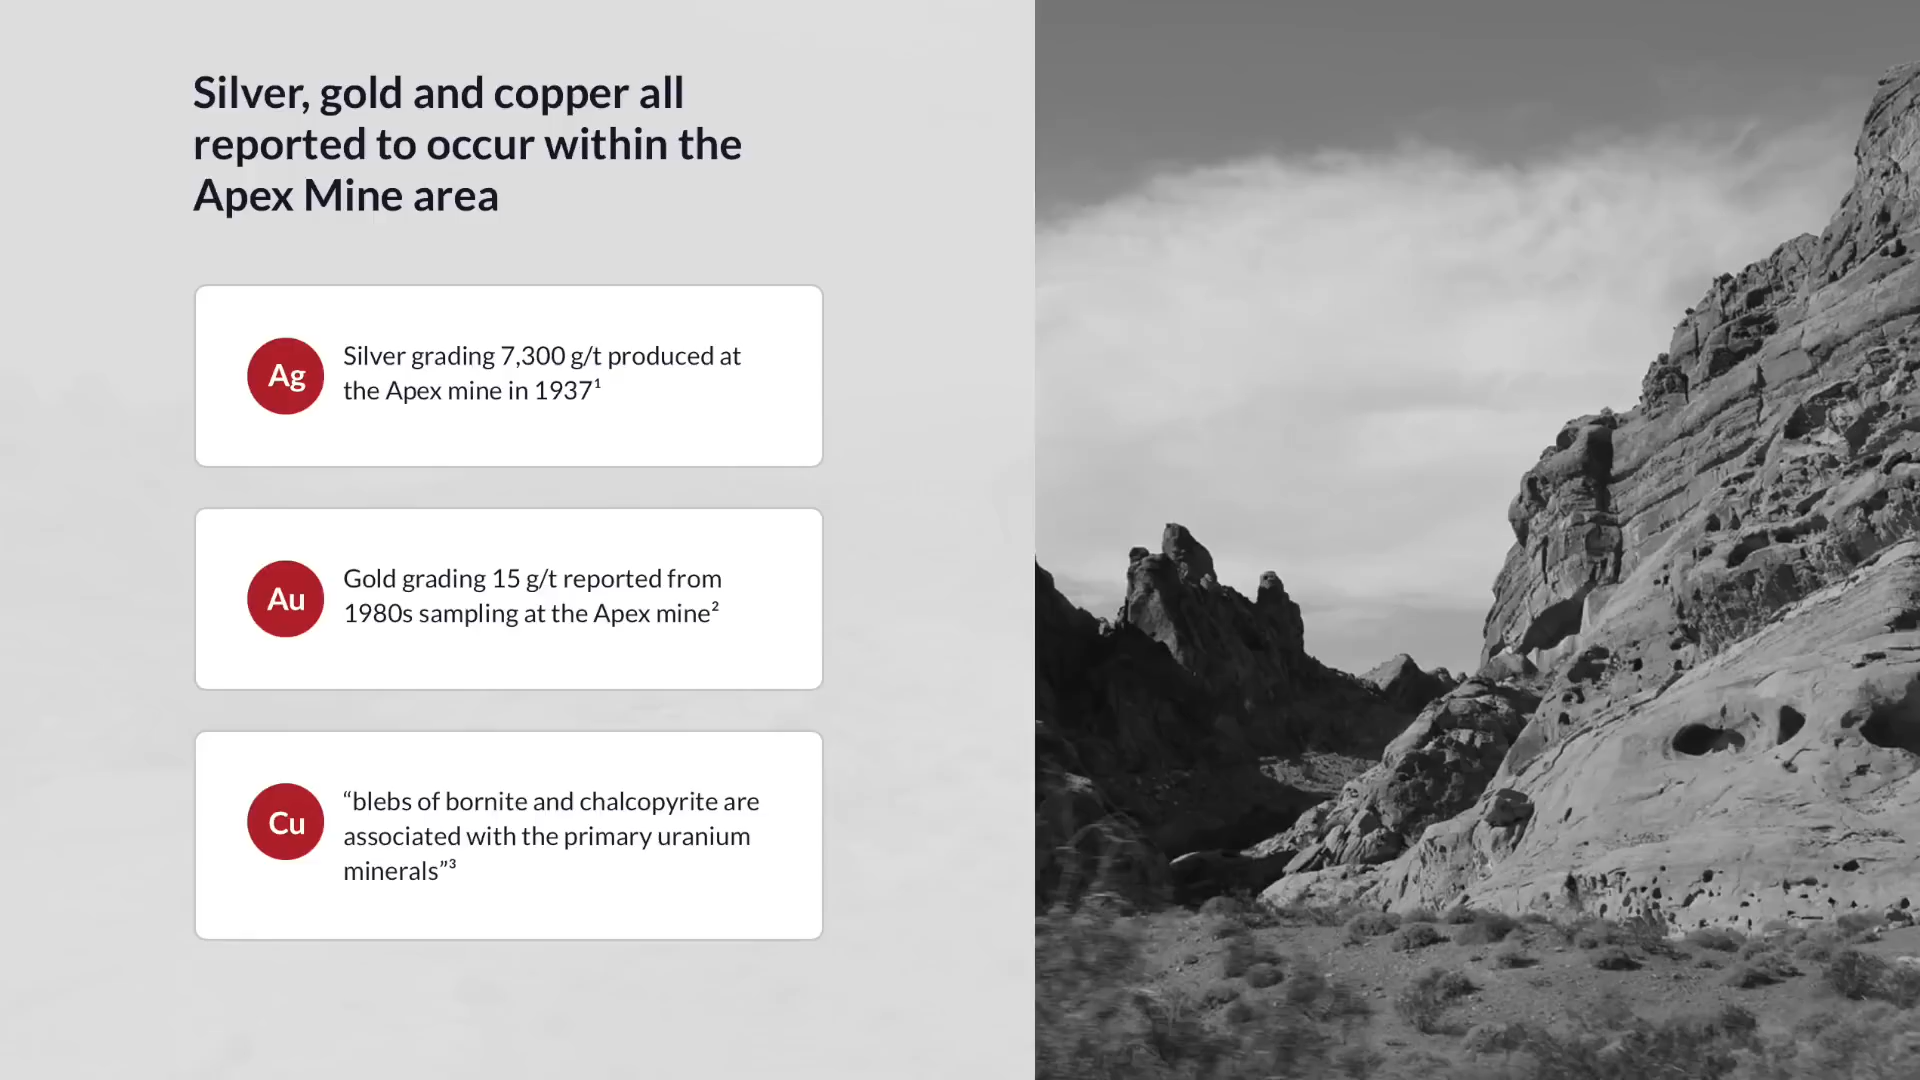 Silver, gold and copper all
reported to occur within the
Apex Mine area
Ag
Silver grading 7,300 g/t produced at
the Apex mine in 1937¹
Au
Gold grading 15 g/t reported from
1980s sampling at the Apex mine²
Cu
“blebs of bornite and chalcopyrite are
associated with the primary uranium
minerals”³